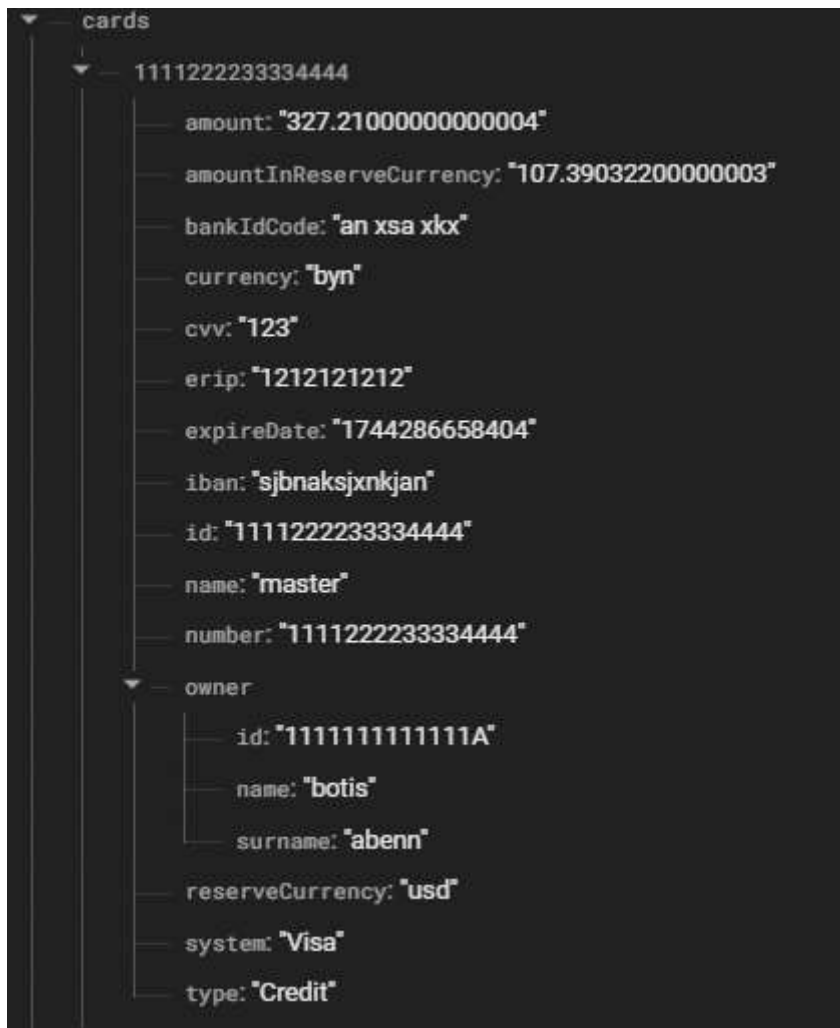 cards
1111222233334444
amount: "327.21000000000004"
amountInReserveCurrency: "107.39032200000003"
bankIdCode: "an xsa xkx"
currency: "byn"
cvv: "123"
erip: "1212121212"
expireDate: "1744286658404"
iban: "sjbnaksjxnkjan"
id: "1111222233334444"
name: "master"
number: "1111222233334444"
owner
id: "1111111111111A"
name: "botis"
surname: "abenn"
reserveCurrency: "usd"
system: "Visa"
type: "Credit"